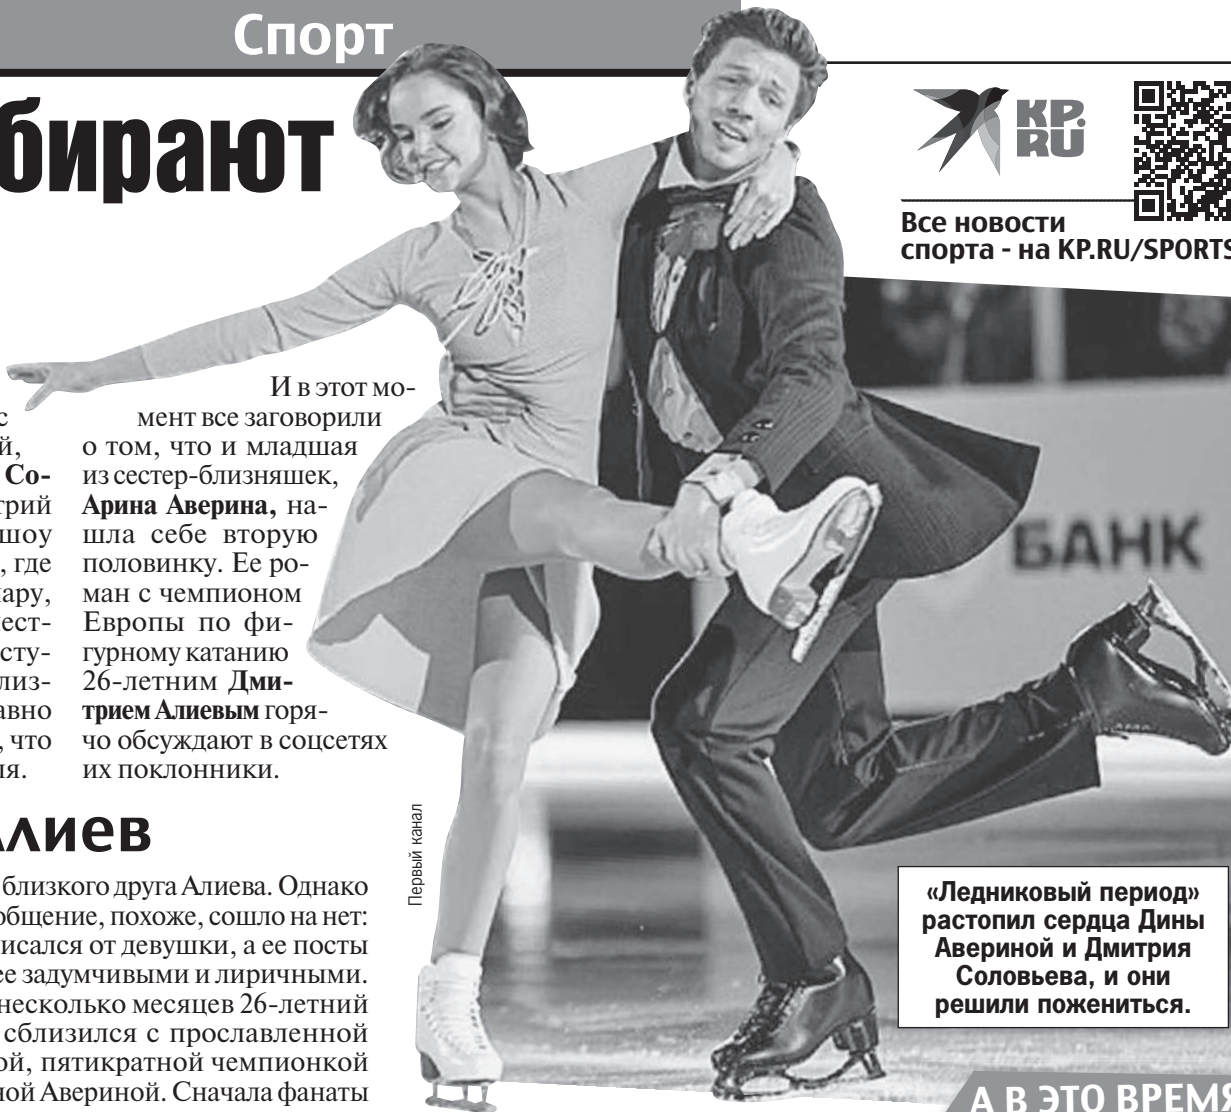 Спорт
бирают
KP.
RU
Все новости
спорта - на KP.RU/SPORTS
с
й,
Со-
трий
шоу
, где
пару,
ест-
сту-
лиз-
авно
, что
ля.
И в этот мо-
мент все заговорили
о том, что и младшая
из сестер-близняшек,
Арина Аверина, на-
шла себе вторую
половинку. Ее ро-
ман с чемпионом
Европы по фи-
гурному катанию
26-летним Дми-
трием Алиевым горя-
чо обсуждают в соцсетях
их поклонники.
БАНК
Первый канал
Алиев
близкого друга Алиева. Однако
общение, похоже, сошло на нет:
исался от девушки, а ее посты
ее задумчивыми и лиричными.
несколько месяцев 26-летний
сблизился с прославленной
ой, пятикратной чемпионкой
ной Авериной. Сначала фанаты
«Ледниковый период»
растопил сердца Дины
Авериной и Дмитрия
Соловьева, и они
решили пожениться.
А В ЭТО ВРЕМЯ